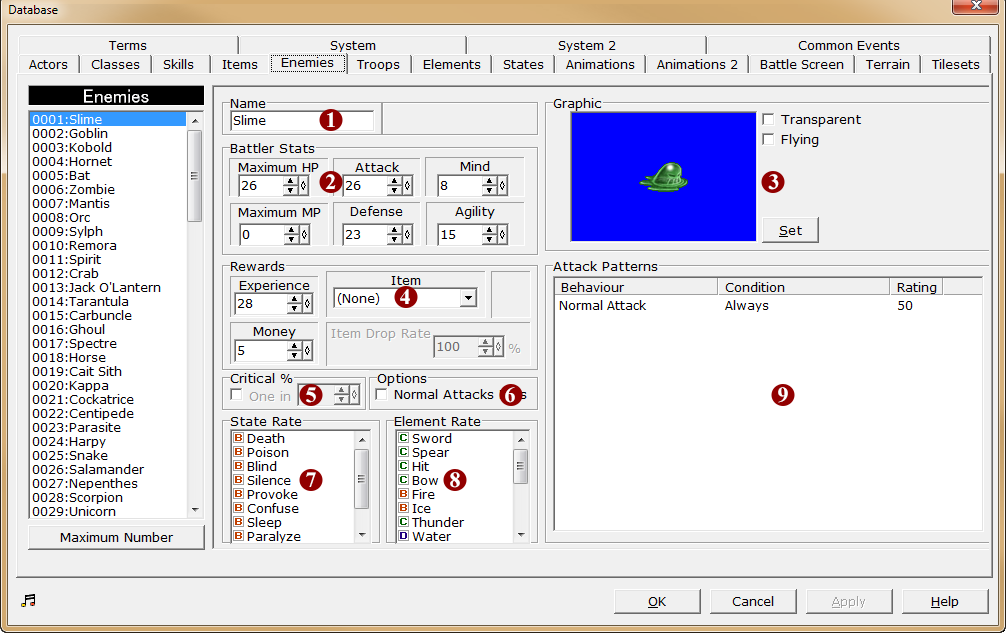 Database
Terms System System 2 Common Events
Actors Classes Skills Items Enemies Troops Elements States Animations Animations 2 Battle Screen Terrain Tilesets
Enemies
0001:Slime
0002:Goblin
0003:Kobold
0004:Hornet
0005:Bat
0006:Zombie
0007:Mantis
0008:Orc
0009:Sylph
0010:Remora
0011:Spirit
0012:Crab
0013:Jack O'Lantern
0014:Tarantula
0015:Carbuncle
0016:Ghoul
0017:Spectre
0018:Horse
0019:Cait Sith
0020:Kappa
0021:Cockatrice
0022:Centipede
0023:Parasite
0024:Harpy
0025:Snake
0026:Salamander
0027:Nepenthes
0028:Scorpion
0029:Unicorn
Maximum Number
Name
Slime 1
Battler Stats
Maximum HP Attack Mind
26 2 26 8
Maximum MP Defense Agility
0 23 15
Rewards
Experience Item
28 (None) 4
Money Item Drop Rate
5 100 %
Critical % Options
One in 5 Normal Attacks 6
State Rate
B Death
B Poison
B Blind
B Silence 7
B Provoke
B Confuse
B Sleep
B Paralyze
Element Rate
C Sword
C Spear
C Hit
C Bow 8
B Fire
B Ice
C Thunder
D Water
Graphic
Transparent
Flying
3
Set
Attack Patterns
Behaviour Condition Rating
Normal Attack Always 50
9
OK Cancel Apply Help